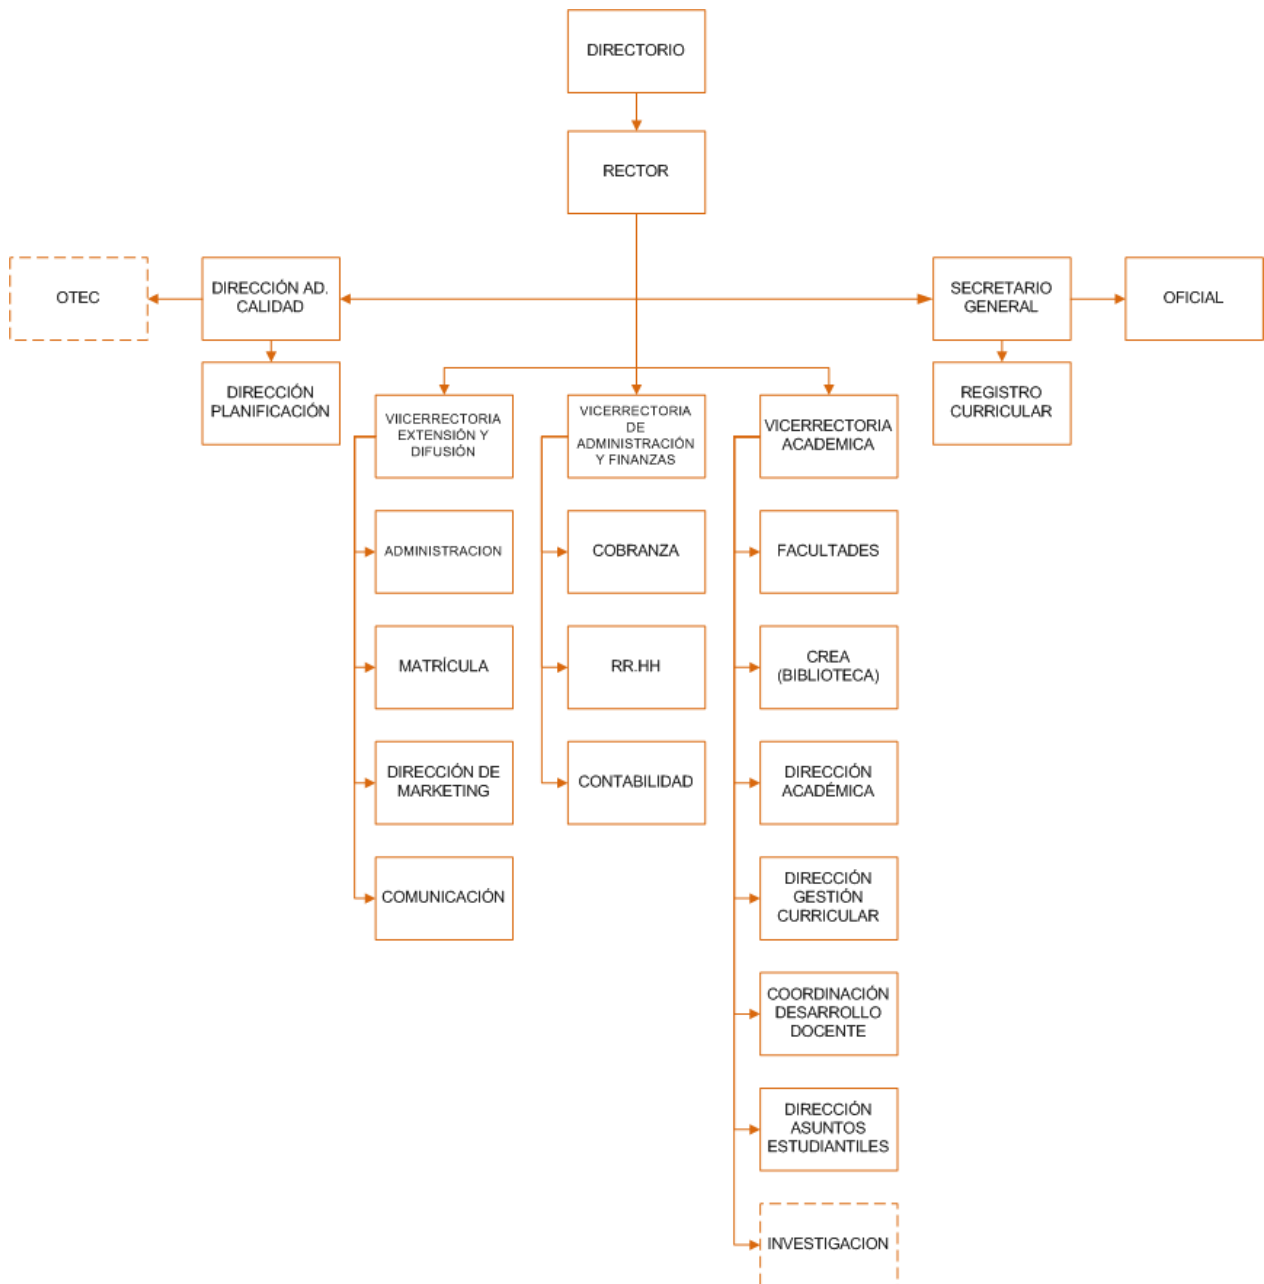 DIRECTORIO
RECTOR
OTEC
DIRECCIÓN AD.
CALIDAD
SECRETARIO
GENERAL
OFICIAL
DIRECCIÓN
PLANIFICACIÓN
REGISTRO
CURRICULAR
VIICERRECTORIA
EXTENSIÓN Y
DIFUSIÓN
VICERRECTORIA
DE
ADMINISTRACIÓN
Y FINANZAS
VICERRECTORIA
ACADEMICA
ADMINISTRACION
COBRANZA
FACULTADES
MATRÍCULA
RR.HH
CREA
(BIBLIOTECA)
DIRECCIÓN DE
MARKETING
CONTABILIDAD
DIRECCIÓN
ACADÉMICA
COMUNICACIÓN
DIRECCIÓN
GESTIÓN
CURRICULAR
COORDINACIÓN
DESARROLLO
DOCENTE
DIRECCIÓN
ASUNTOS
ESTUDIANTILES
INVESTIGACION